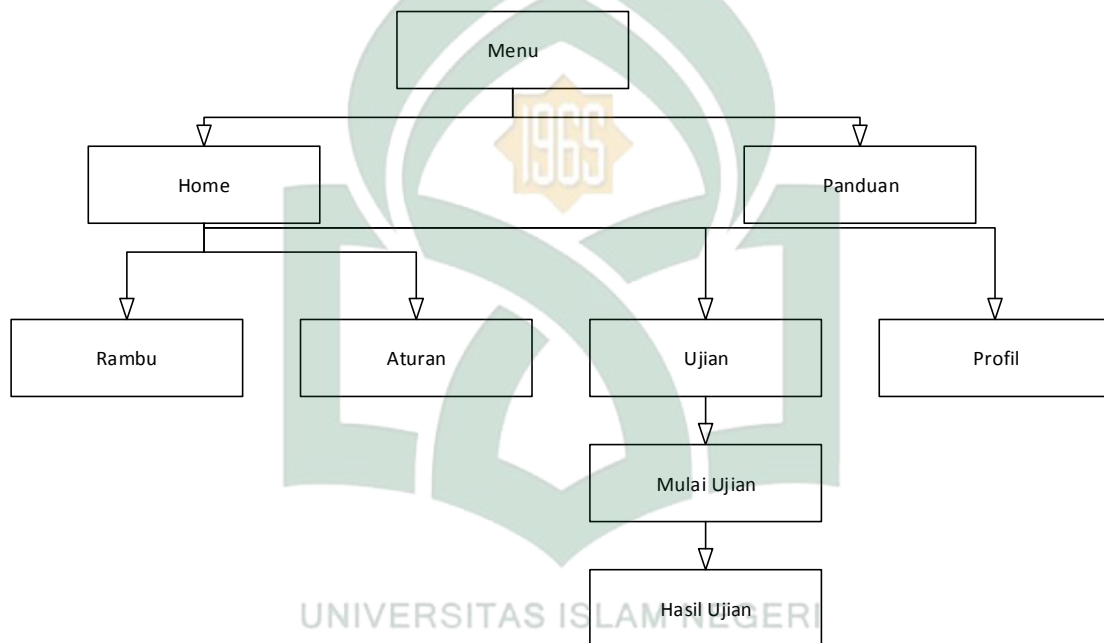 Menu
1965
Home
Panduan
Rambu
Aturan
Ujian
Profil
Mulai Ujian
Hasil Ujian
UNIVERSITAS ISLAM NEGERI